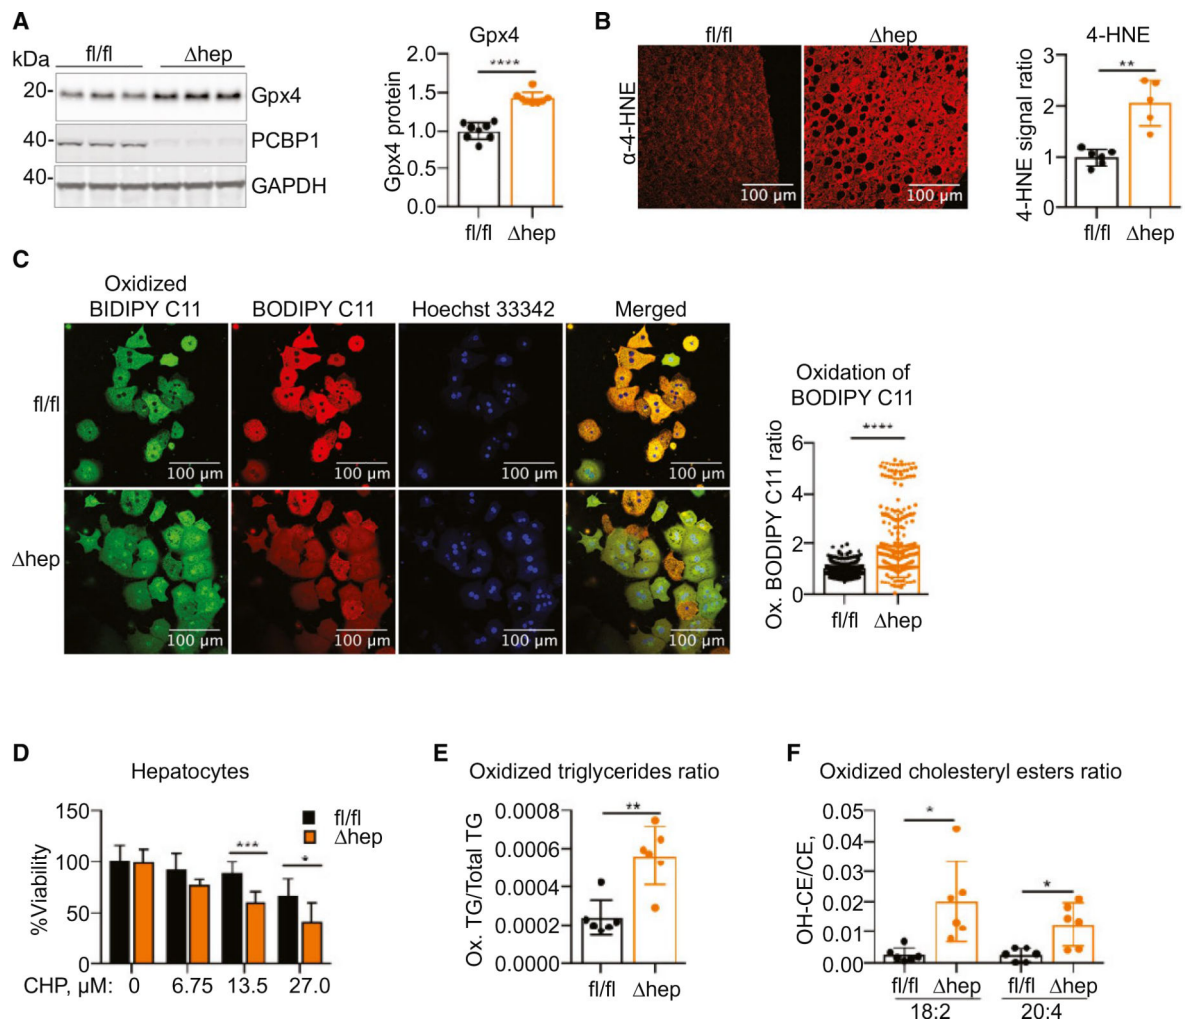 A
fl/fl
Δhep
kDa
20-
Gpx4
40-
PCBP1
40-
GAPDH
Gpx4
****
Gpx4 protein
2.0
1.5
1.0
0.5
0.0
fl/fl
Δhep
B
fl/fl
Δhep
α-4-HNE
100 µm
100 µm
4-HNE
**
4-HNE signal ratio
3
2
1
0
fl/fl
Δhep
C
Oxidized
BIDIPY C11
BODIPY C11
Hoechst 33342
Merged
fl/fl
100 µm
100 µm
100 µm
100 µm
Δhep
100 µm
100 µm
100 µm
100 µm
Oxidation of
BODIPY C11
****
Ox. BODIPY C11 ratio
6
4
2
0
fl/fl
Δhep
D
Hepatocytes
fl/fl
Δhep
%Viability
150
100
50
0
***
*
CHP, µM:
0
6.75
13.5
27.0
E
Oxidized triglycerides ratio
**
Ox. TG/Total TG
0.0008
0.0006
0.0004
0.0002
0.0000
fl/fl
Δhep
F
Oxidized cholesteryl esters ratio
*
*
OH-CE/CE,
0.05
0.04
0.03
0.02
0.01
0.00
fl/fl
Δhep
fl/fl
Δhep
18:2
20:4